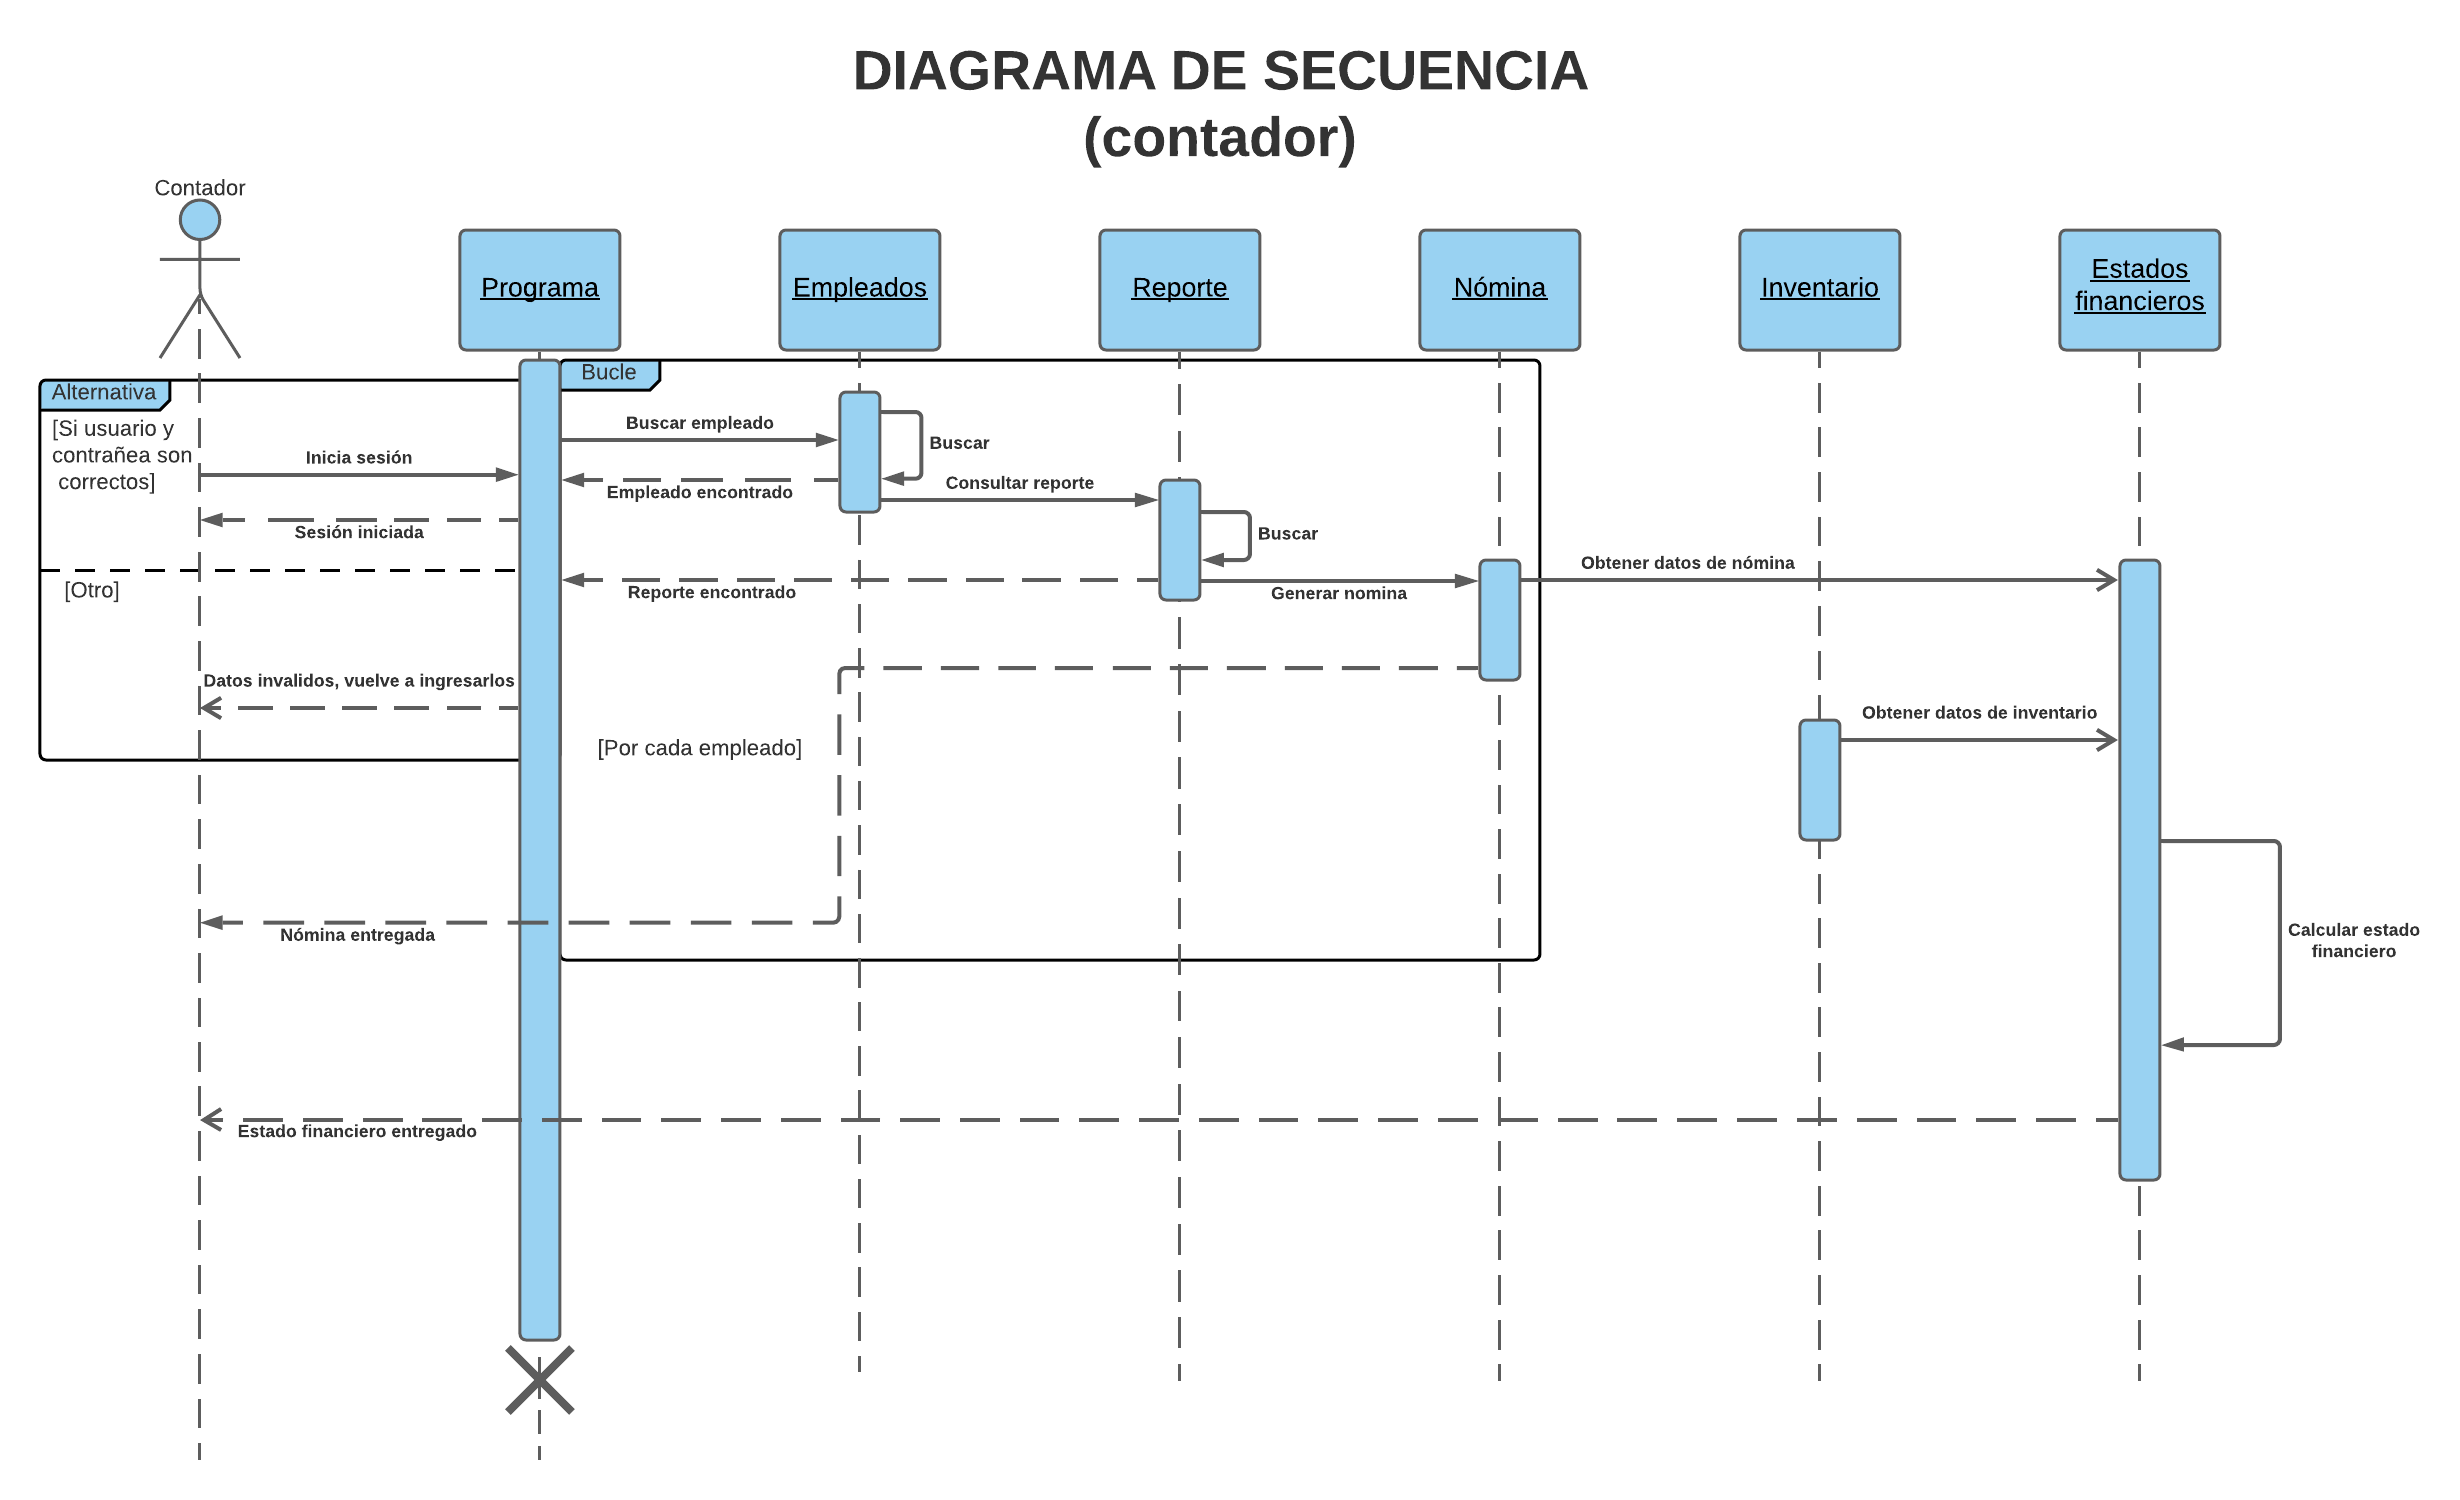 DIAGRAMA DE SECUENCIA
(contador)
Contador
Programa
Empleados
Reporte
Nómina
Inventario
Estados
financieros
Alternativa
[Si usuario y
contrañea son
correctos]
Inicia sesión
Sesión iniciada
[Otro]
Datos invalidos, vuelve a ingresarlos
Bucle
Buscar empleado
Buscar
Empleado encontrado
Consultar reporte
Buscar
Reporte encontrado
Generar nomina
Obtener datos de nómina
[Por cada empleado]
Obtener datos de inventario
Nómina entregada
Calcular estado
financiero
Estado financiero entregado